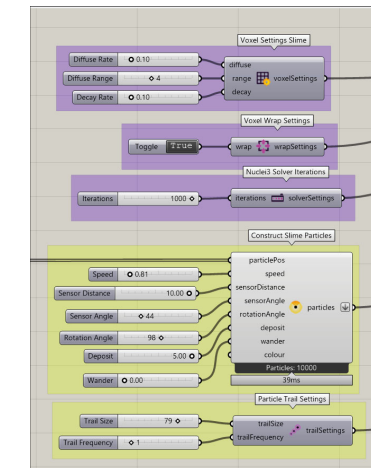 Voxel Settings Slime
Diffuse Rate 0.10
Diffuse Range 4
Decay Rate 0.10
diffuse
range voxelSettings
decay
Voxel Wrap Settings
Toggle True wrap wrapSettings
Nuclei3 Solver Iterations
Iterations 1000 iterations solverSettings
Construct Slime Particles
particlePos
Speed 0.81 speed
Sensor Distance 10.00 sensorDistance
Sensor Angle 44 sensorAngle
particles
Rotation Angle 98 rotationAngle
Deposit 5.00 deposit
Wander 0.00 wander
colour
Particles: 10000
39ms
Particle Trail Settings
Trail Size 79 trailSize
trailSettings
Trail Frequency 1 trailFrequency